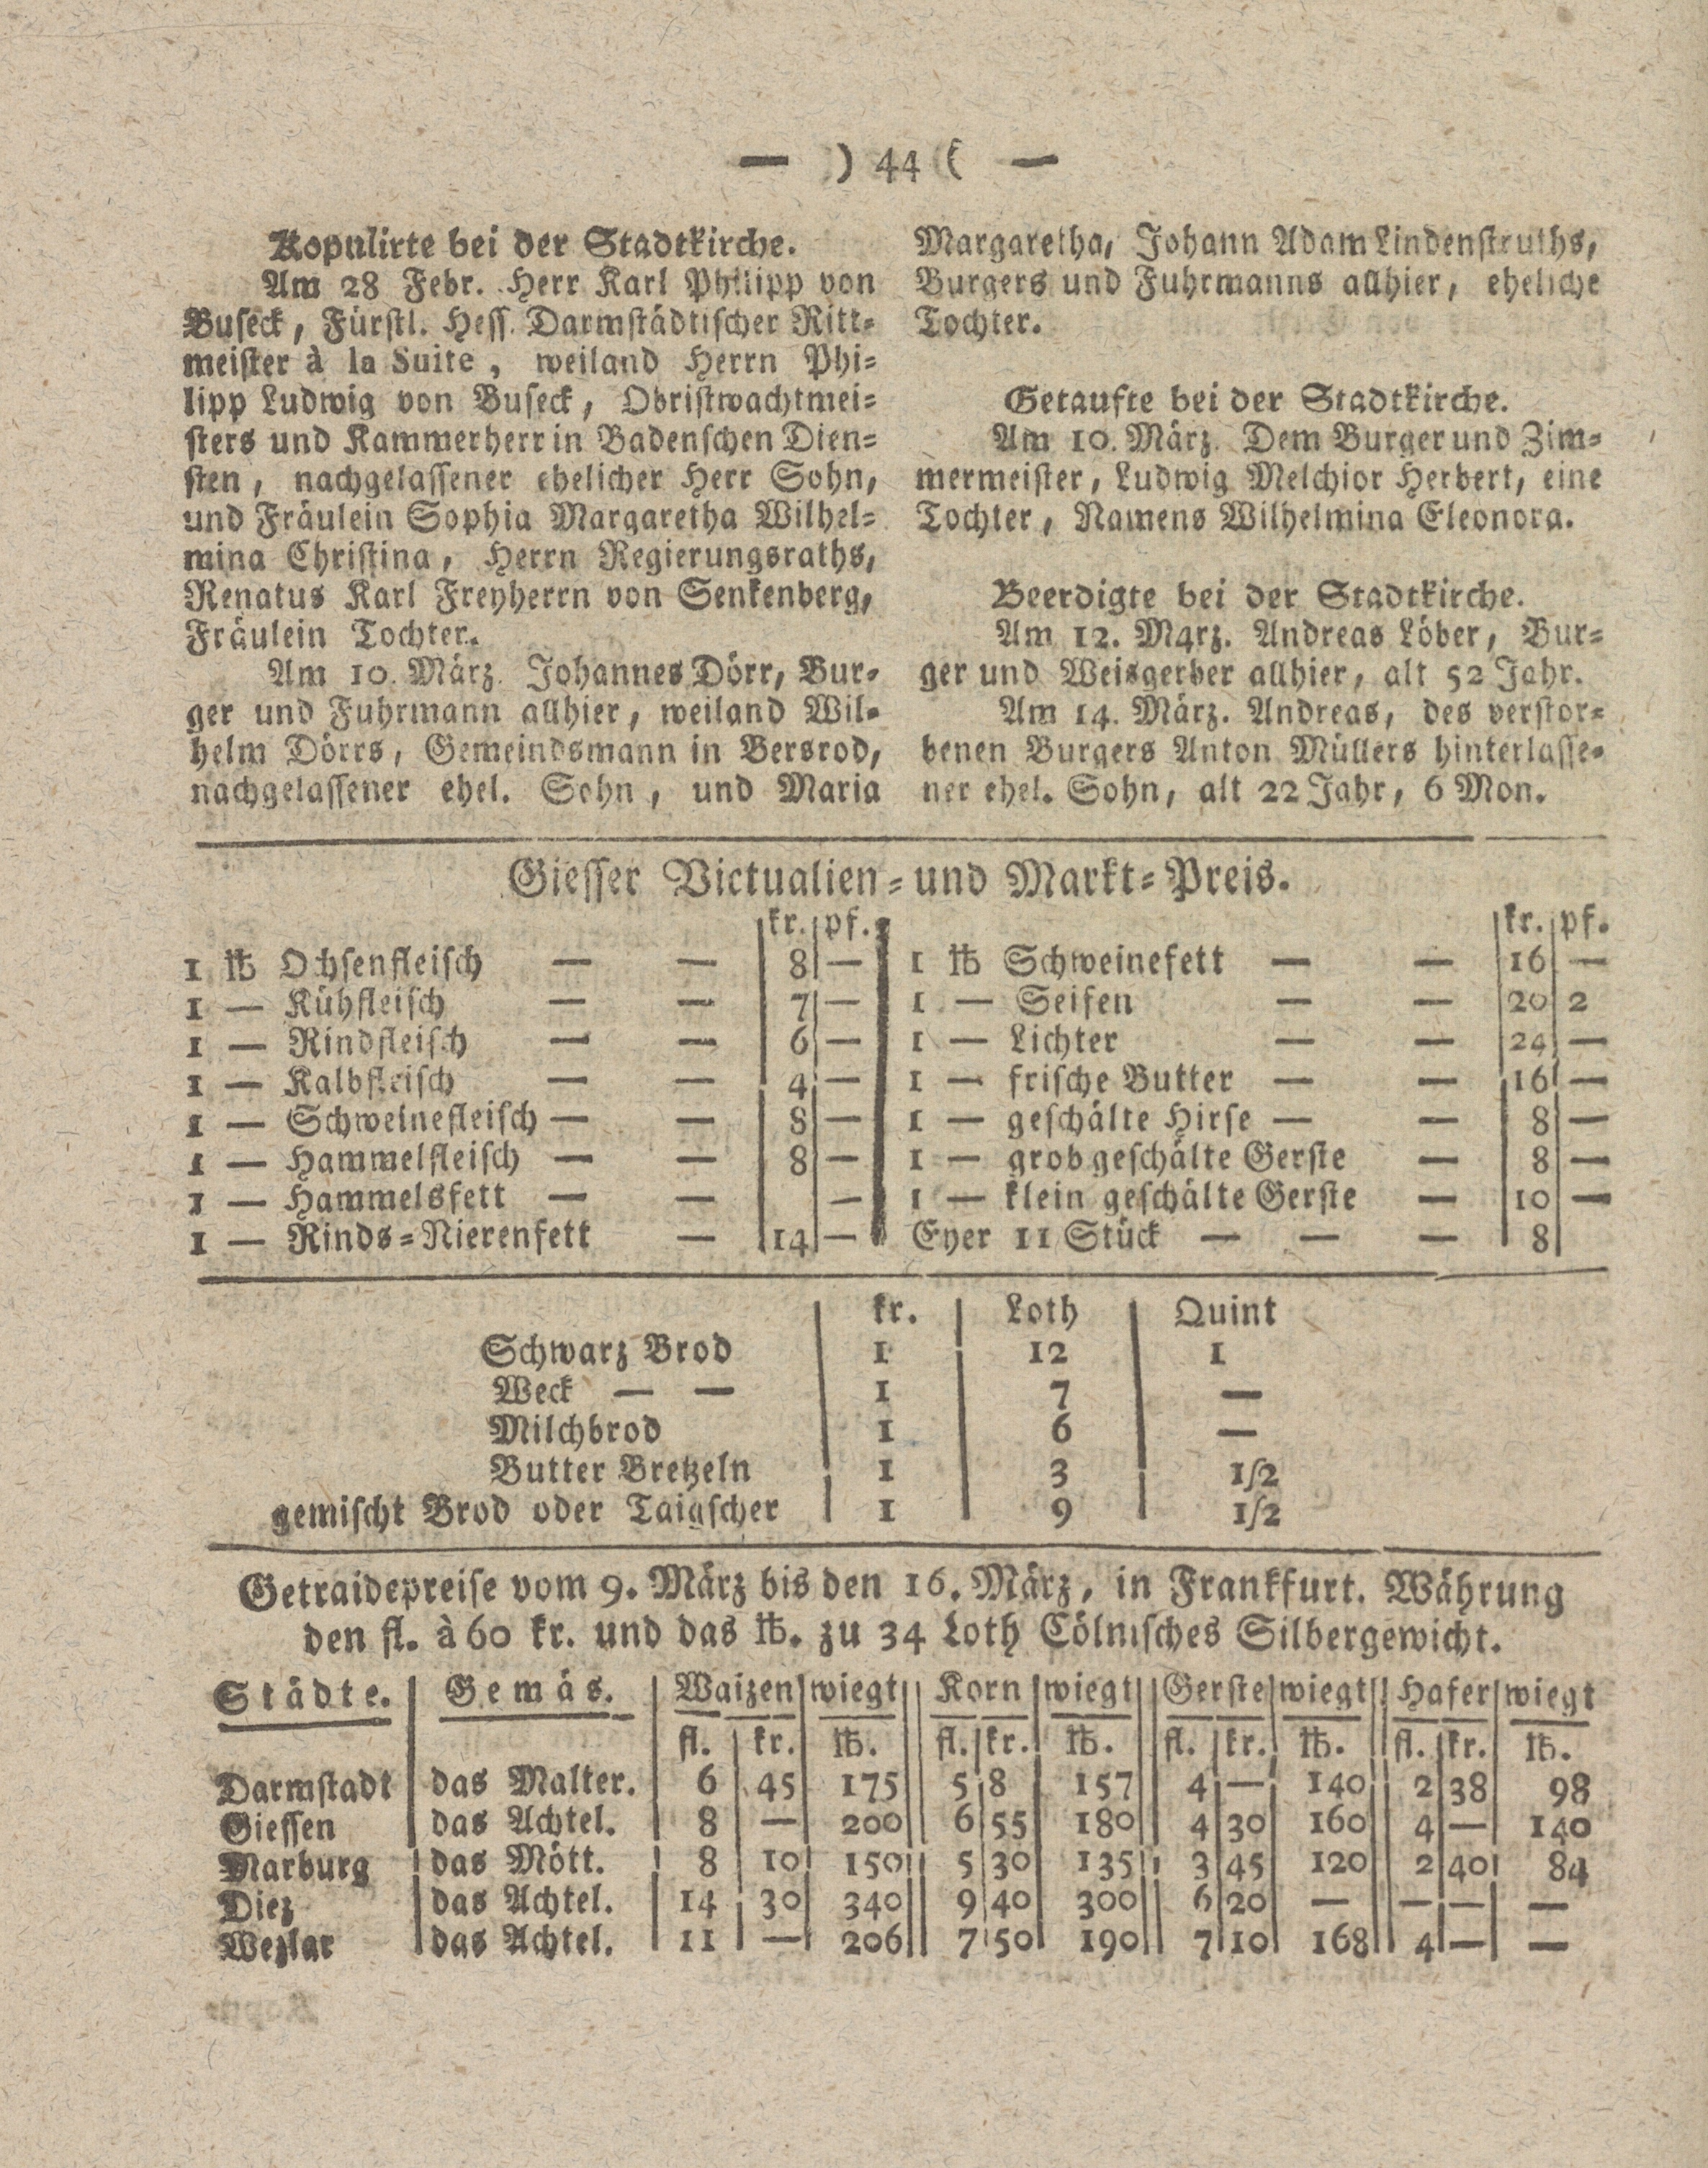 — ) 44 ( —
Kopulirte bei der Stadtkirche.
Am 28 Febr. Herr Karl Philipp von
Buseck, Fürstl. Hess. Darmstädtischer Ritt=
meister à la Suite, weiland Herrn Phi=
lipp Ludwig von Buseck, Obristwachtmei=
sters und Kammerherr in Badenschen Dien=
sten, nachgelassener ehelicher Herr Sohn,
und Fräulein Sophia Margaretha Wilhel=
mina Christina, Herrn Regierungsraths,
Renatus Karl Freyherrn von Senkenberg,
Fräulein Tochter.
Am 10. März. Johannes Dörr, Bur=
ger und Fuhrmann allhier, weiland Wil=
helm Dörrs, Gemeindsmann in Bersrod,
nachgelassener ehel. Sohn, und Maria
Margaretha, Johann Adam Lindenstruths,
Burgers und Fuhrmanns allhier, eheliche
Tochter.
Getaufte bei der Stadtkirche.
Am 10. März. Dem Burger und Zim=
mermeister, Ludwig Melchior Herbert, eine
Tochter, Namens Wilhelmina Eleonora.
Beerdigte bei der Stadtkirche.
Am 12. M4rz. Andreas Löber, Bur=
ger und Weisgerber allhier, alt 52 Jahr.
Am 14. März. Andreas, des verstor=
benen Burgers Anton Müllers hinterlasse=
ner ehel. Sohn, alt 22 Jahr, 6 Mon.
Giesser Victualien= und Markt=Preis.
kr. pf.
1 ℔ Ochsenfleisch — — 8 —
1 — Kühfleisch — — 7 —
1 — Rindfleisch — — 6 —
1 — Kalbfleisch — — 4 —
1 — Schweinefleisch — — 8 —
1 — Hammelfleisch — — 8 —
1 — Hammelsfett — — —
1 — Rinds=Nierenfett — 14 —
kr. pf.
1 ℔ Schweinefett — — 16 —
1 — Seifen — — 20 2
1 — Lichter — — 24 —
1 — frische Butter — — 16 —
1 — geschälte Hirse — — 8 —
1 — grob geschälte Gerste — 8 —
1 — klein geschälte Gerste — 10 —
Eyer 11 Stück — — — 8
kr. Loth Quint
Schwarz Brod 1 12 1
Weck — — 1 7 —
Milchbrod 1 6 —
Butter Bretzeln 1 3 1/2
gemischt Brod oder Taigscher 1 9 1/2
Getraidepreise vom 9. März bis den 16. März, in Frankfurt. Währung
den fl. à 60 kr. und das ℔. zu 34 Loth Cölnisches Silbergewicht.
Städte. Gemäs. Waizen wiegt Korn wiegt Gerste wiegt Hafer wiegt
fl. kr. ℔. fl. kr. ℔. fl. kr. ℔. fl. kr. ℔.
Darmstadt das Malter. 6 45 175 5 8 157 4 — 140 2 38 98
Giessen das Achtel. 8 — 200 6 55 180 4 30 160 4 — 140
Marburg das Mött. 8 10 150 5 30 135 3 45 120 2 40 84
Diez das Achtel. 14 30 340 9 40 300 6 20 — — — —
Wezlar das Achtel. 11 — 206 7 50 190 7 10 168 4 — —